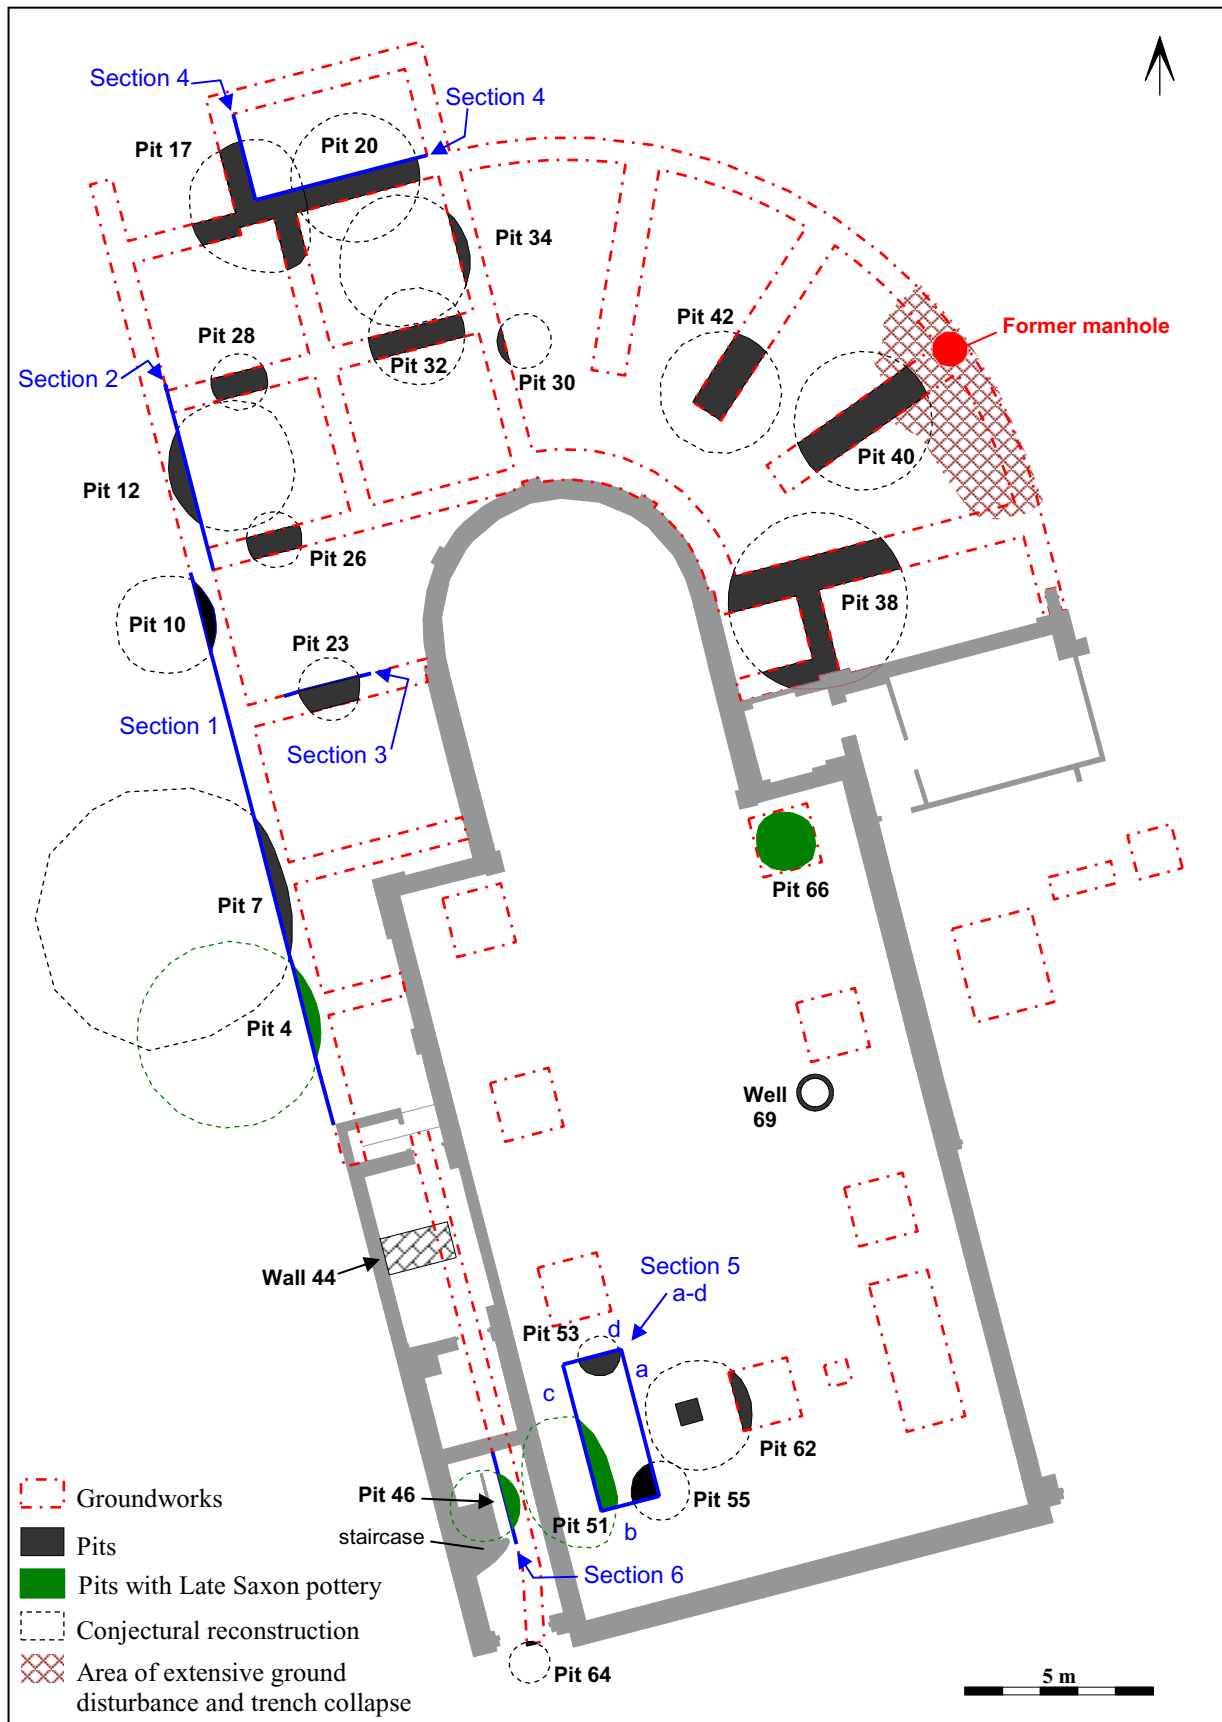 Section 4
Section 4
Pit 17
Pit 20
Pit 34
Pit 42
Former manhole
Pit 28
Pit 32
Pit 30
Section 2
Pit 40
Pit 12
Pit 26
Pit 38
Pit 10
Pit 23
Section 1
Section 3
Pit 66
Pit 7
Pit 4
Well
69
Wall 44
Section 5
a-d
Pit 53
d
a
c
Pit 62
Pit 46
Pit 55
Pit 51
b
staircase
Section 6
Pit 64
Groundworks
Pits
Pits with Late Saxon pottery
Conjectural reconstruction
Area of extensive ground
disturbance and trench collapse
5 m